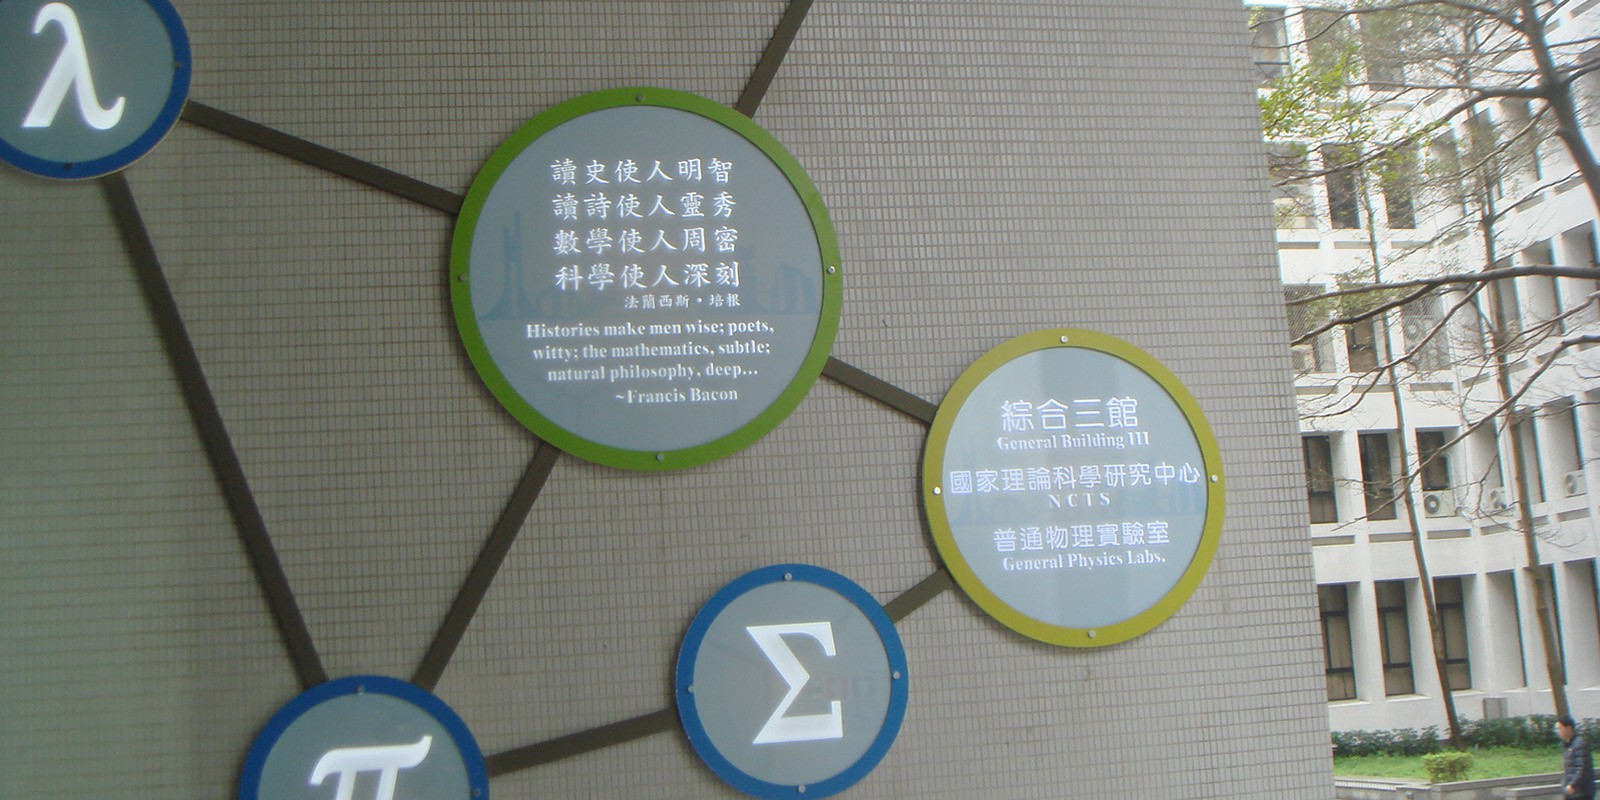 λ
讀史使人明智
讀詩使人靈秀
數學使人周密
科學使人深刻
法蘭西斯・培根
Histories make men wise; poets,
witty; the mathematics, subtle;
natural philosophy, deep...
~Francis Bacon
綜合三館
General Building III
國家理論科學研究中心
NCTS
普通物理實驗室
General Physics Labs.
Σ
π